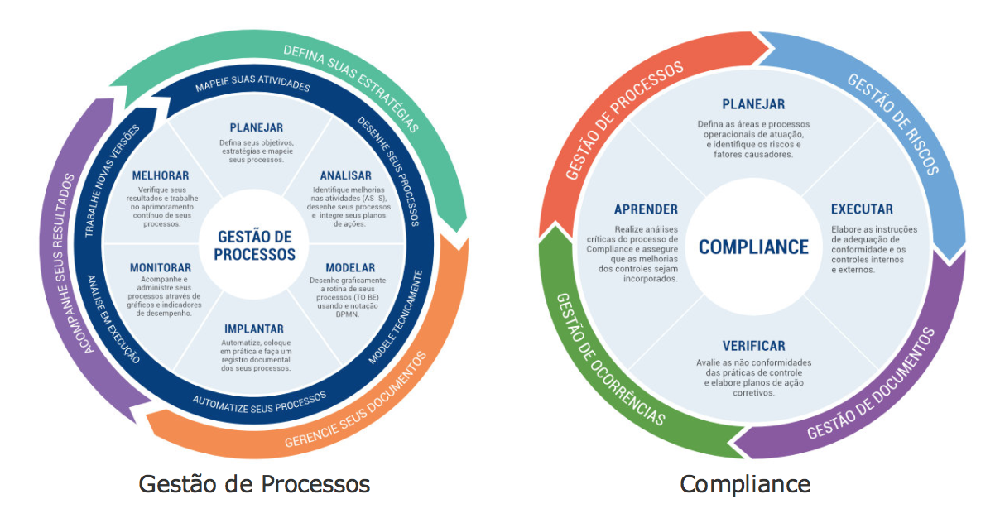 DEFINA SUAS ESTRATÉGIAS
GERENCIE SEUS DOCUMENTOS
ACOMPANHE SEUS RESULTADOS
MAPEIE SUAS ATIVIDADES
DESENHE SEUS PROCESSOS
MODELE TECNICAMENTE
AUTOMATIZE SEUS PROCESSOS
ANALISE EM EXECUÇÃO
TRABALHE NOVAS VERSÕES
PLANEJAR
Defina seus objetivos,
estratégias e mapeie
seus processos.
ANALISAR
Identifique melhorias
nas atividades (AS IS),
desenhe seus processos
e integre seus planos
de ações.
MODELAR
Desenhe graficamente
a rotina de seus
processos (TO BE)
usando e notação
BPMN.
IMPLANTAR
Automatize, coloque
em prática e faça um
registro documental
dos seus processos.
MONITORAR
Acompanhe e
administre seus
processos através de
gráficos e indicadores
de desempenho.
MELHORAR
Verifique seus
resultados e trabalhe
no aprimoramento
contínuo de seus
processos.
GESTÃO DE
PROCESSOS
Gestão de Processos
GESTÃO DE PROCESSOS
GESTÃO DE RISCOS
GESTÃO DE DOCUMENTOS
GESTÃO DE OCORRÊNCIAS
PLANEJAR
Defina as áreas e processos
operacionais de atuação,
e identifique os riscos e
fatores causadores.
EXECUTAR
Elabore as instruções
de adequação de
conformidade e os
controles internos
e externos.
VERIFICAR
Avalie as não conformidades
das práticas de controle
e elabore planos de ação
corretivos.
APRENDER
Realize análises
críticas do processo de
Compliance e assegure
que as melhorias
dos controles sejam
incorporados.
COMPLIANCE
Compliance